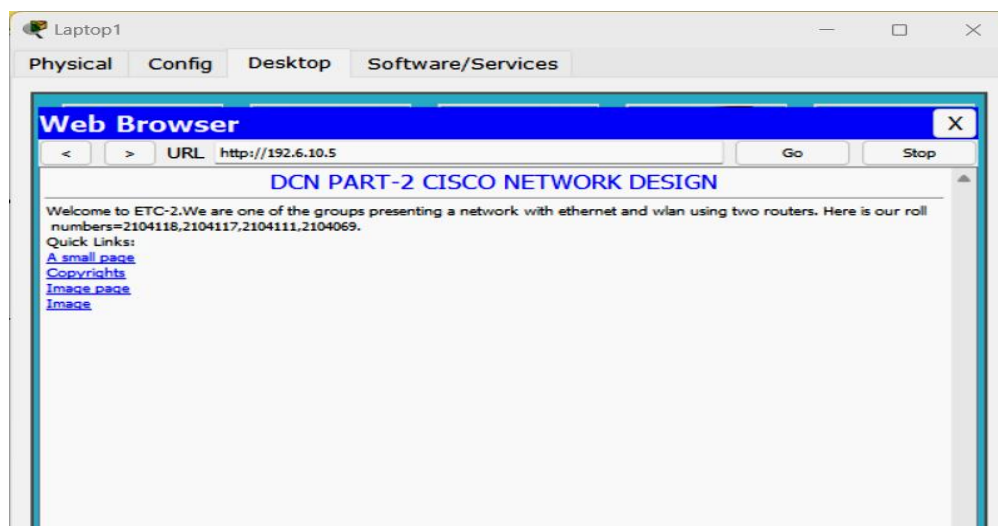 Laptop1
Physical Config Desktop Software/Services
Web Browser X
< > URL http://192.6.10.5 Go Stop
DCN PART-2 CISCO NETWORK DESIGN
Welcome to ETC-2.We are one of the groups presenting a network with ethernet and wlan using two routers. Here is our roll
numbers=2104118,2104117,2104111,2104069.
Quick Links:
A small page
Copyrights
Image page
Image